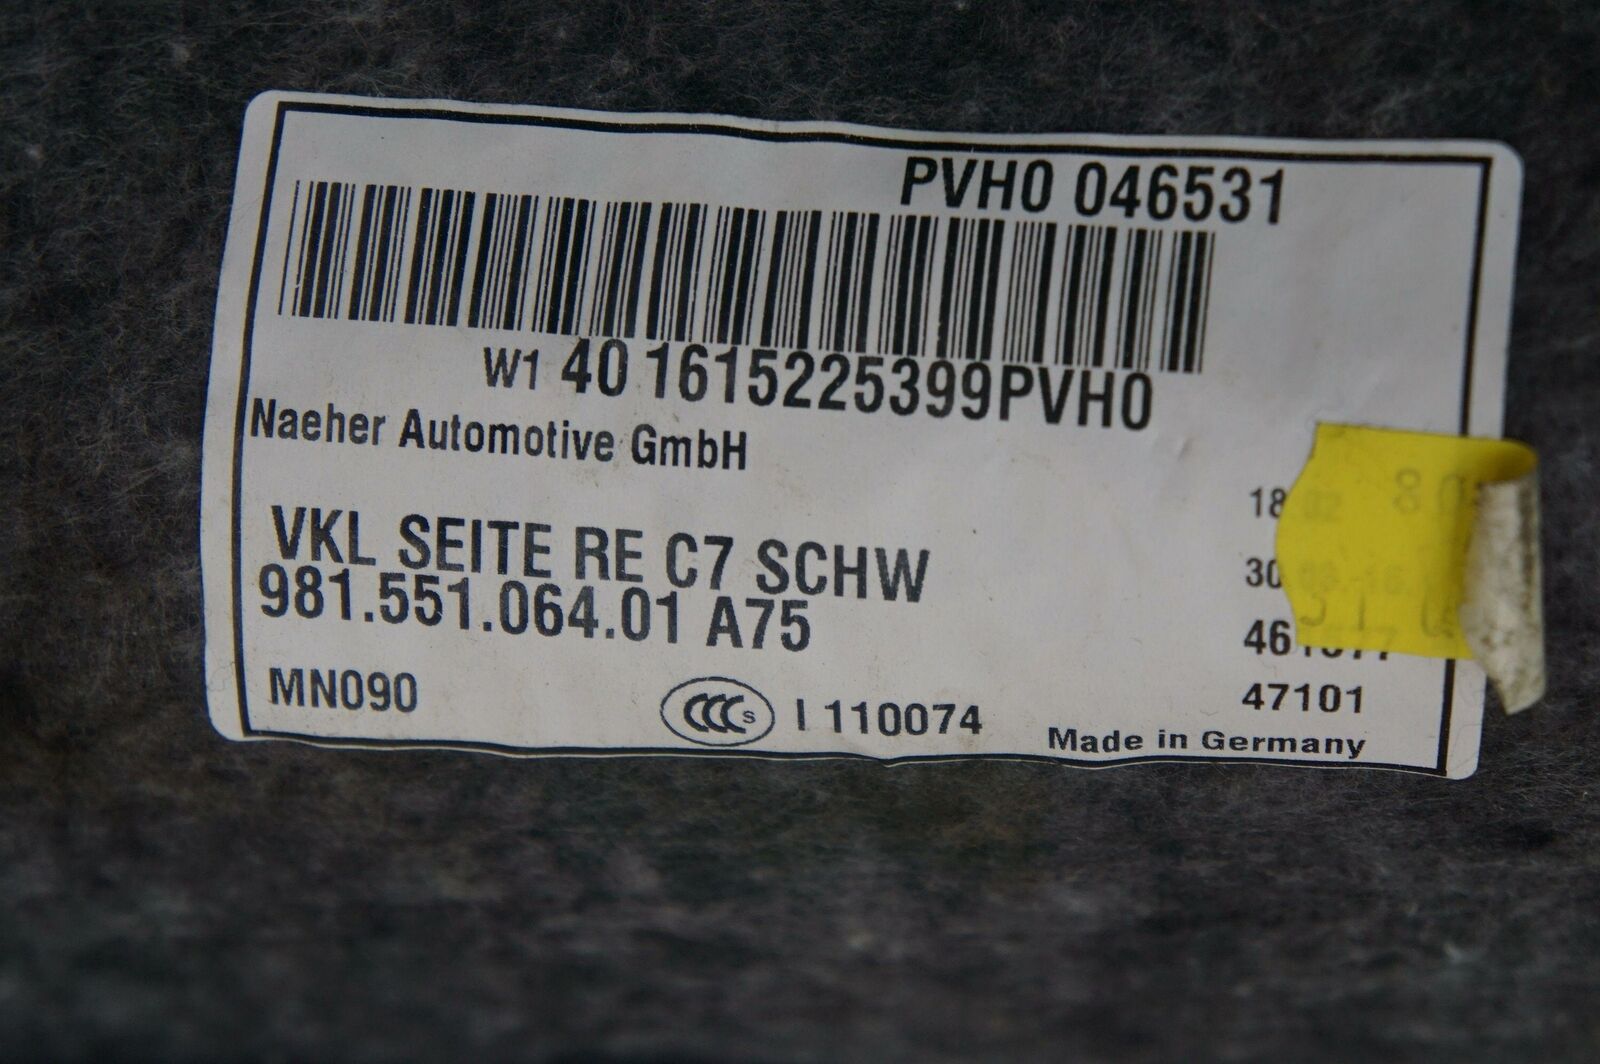 PVH0 046531
W1 40 1615225399PVH0
Naeher Automotive GmbH
VKL SEITE RE C7 SCHW
981.551.064.01 A75
MN090
CCC S I 110074
47101
Made in Germany